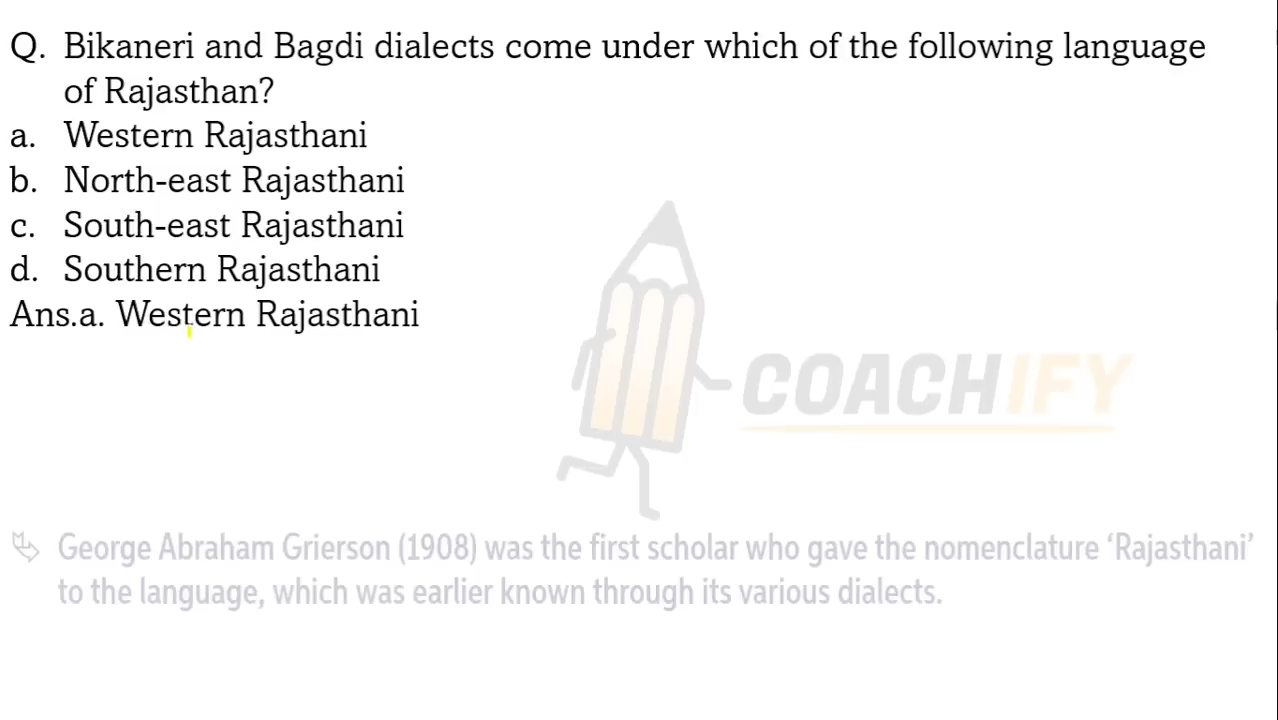 Q. Bikaneri and Bagdi dialects come under which of the following language
of Rajasthan?
a. Western Rajasthani
b. North-east Rajasthani
c. South-east Rajasthani
d. Southern Rajasthani
Ans.a. Western Rajasthani
COACHIFY
George Abraham Grierson (1908) was the first scholar who gave the nomenclature ‘Rajasthani’
to the language, which was earlier known through its various dialects.